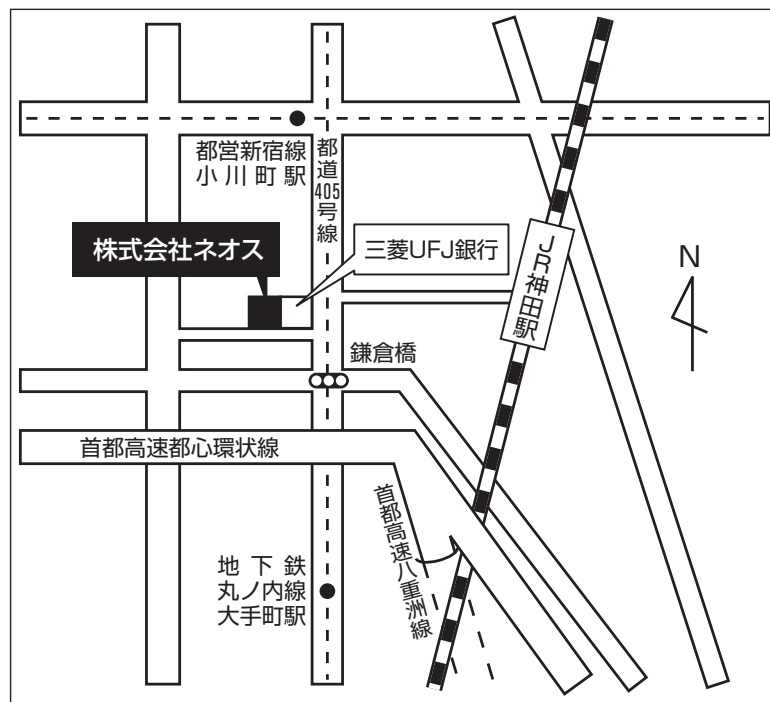 都営新宿線
小川町駅
都道405号線
株式会社ネオス
三菱UFJ銀行
JR神田駅
N
鎌倉橋
首都高速都心環状線
首都高速八重洲線
地下鉄
丸ノ内線
大手町駅